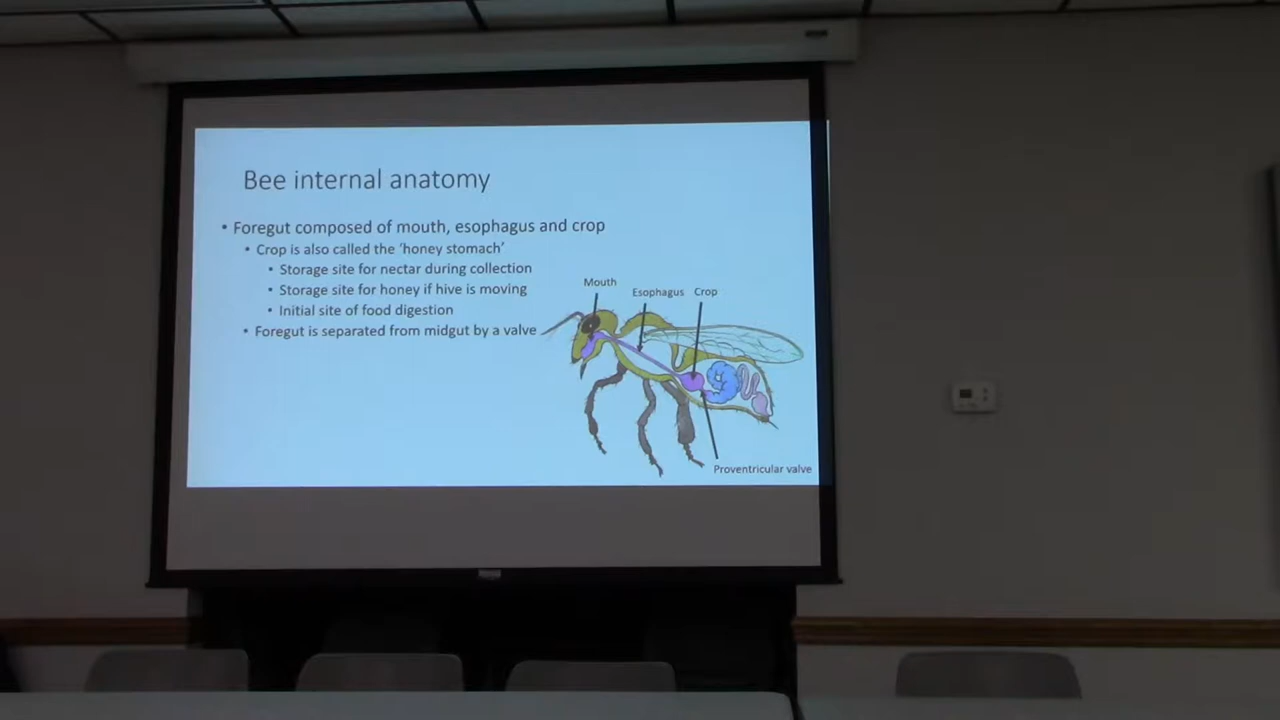 Bee internal anatomy
• Foregut composed of mouth, esophagus and crop
• Crop is also called the 'honey stomach'
• Storage site for nectar during collection
• Storage site for honey if hive is moving
• Initial site of food digestion
• Foregut is separated from midgut by a valve
Mouth
Esophagus
Crop
Proventricular valve